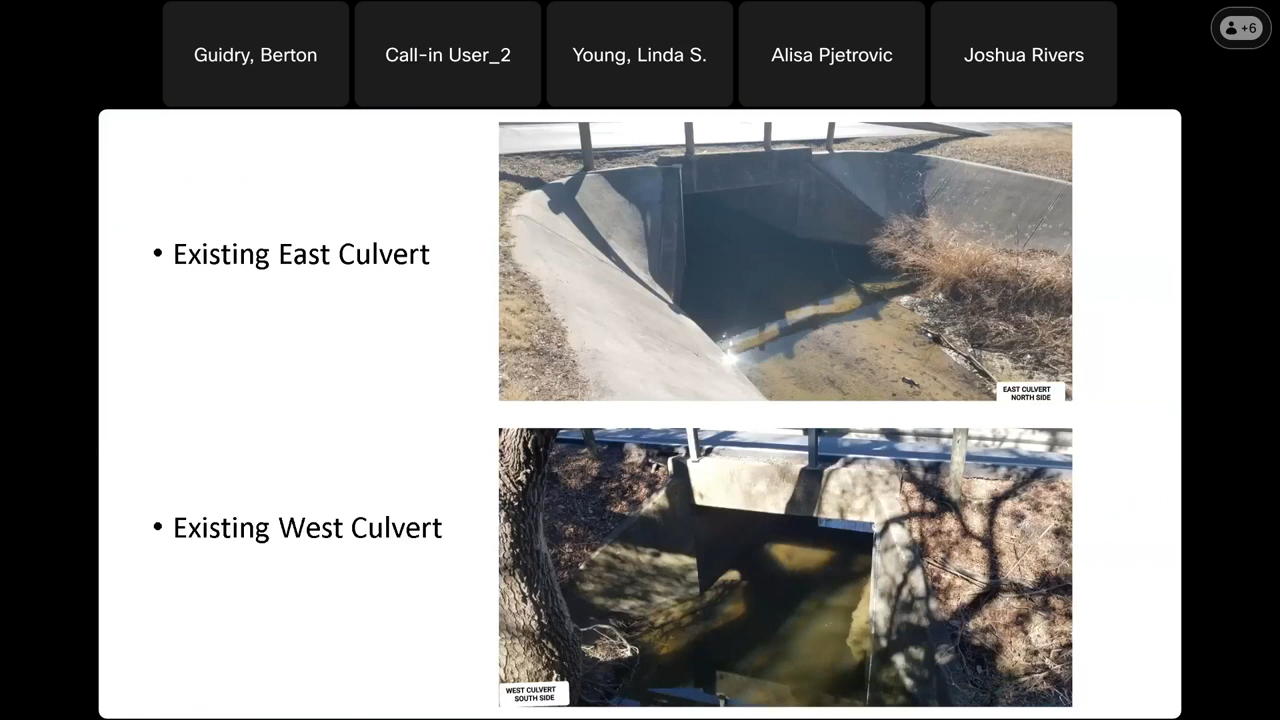 Guidry, Berton
Call-in User_2
Young, Linda S.
Alisa Pjetrovic
Joshua Rivers
+6
• Existing East Culvert
EAST CULVERT
NORTH SIDE
• Existing West Culvert
WEST CULVERT
SOUTH SIDE